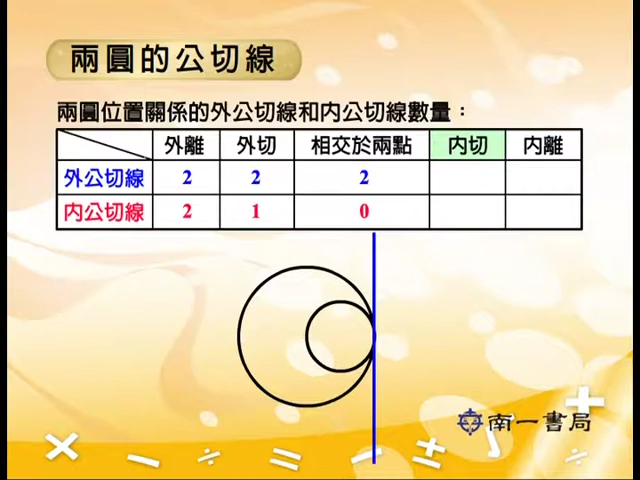 兩圓的公切線
兩圓位置關係的外公切線和內公切線數量：
外離 外切 相交於兩點 內切 內離
外公切線 2 2 2
內公切線 2 1 0
南一書局